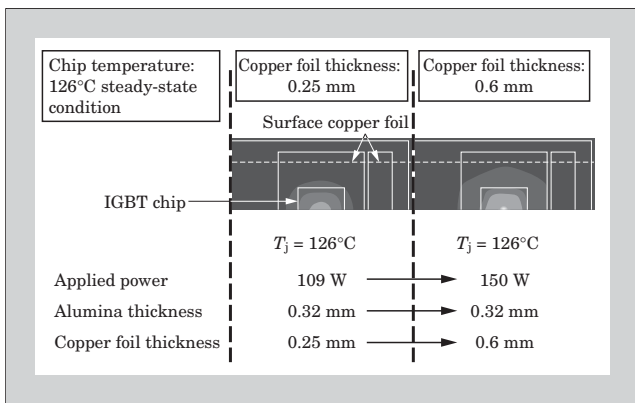 Chip temperature:
126°C steady-state
condition
Copper foil thickness:
0.25 mm
Copper foil thickness:
0.6 mm
Surface copper foil
IGBT chip
Tj = 126°C
Tj = 126°C
Applied power 109 W 150 W
Alumina thickness 0.32 mm 0.32 mm
Copper foil thickness 0.25 mm 0.6 mm